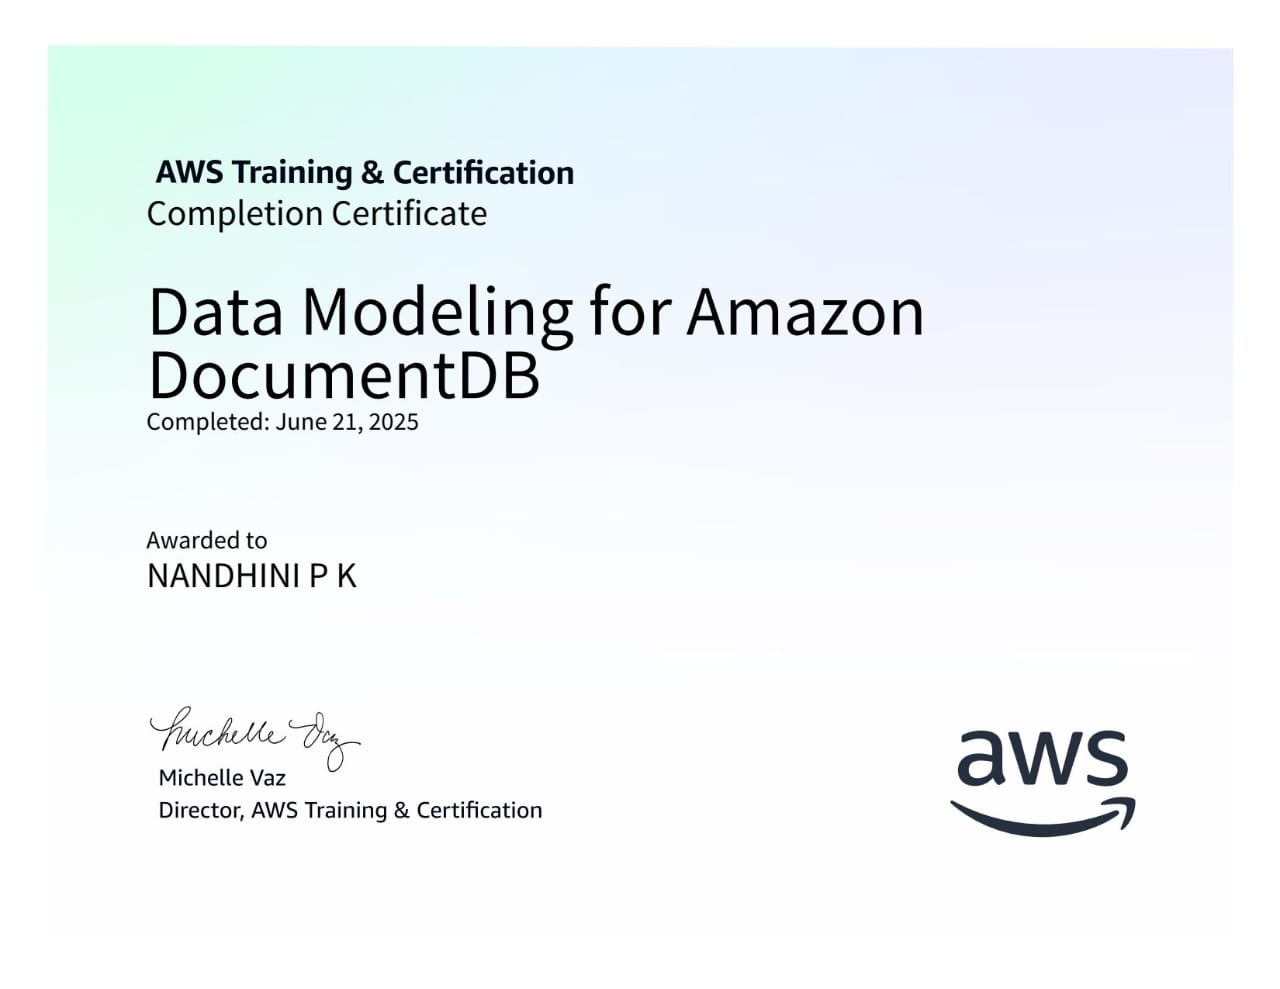 AWS Training & Certification
Completion Certificate
Data Modeling for Amazon
DocumentDB
Completed: June 21, 2025
Awarded to
NANDHINI P K
Michelle Vaz
Michelle Vaz
Director, AWS Training & Certification
aws